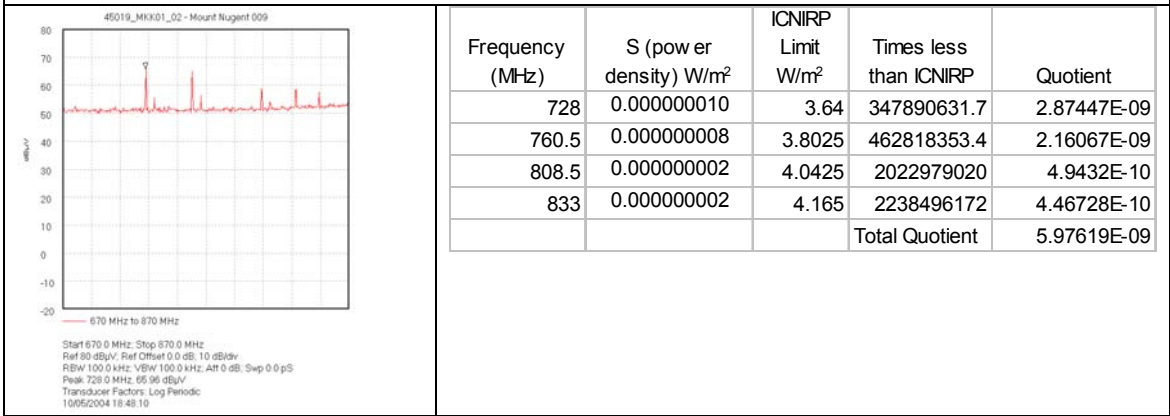 45019_MKK01_02 - Mount Nugent 009
80
70
60
50
40
30
20
10
0
-10
-20
dBµV
670 MHz to 870 MHz
Start 670.0 MHz; Stop 870.0 MHz
Ref 80 dBµV; Ref Offset 0.0 dB; 10 dB/div
RBW 100.0 kHz; VBW 100.0 kHz; Att 0 dB; Swp 0.0 pS
Peak 728.0 MHz, 65.96 dBµV
Transducer Factors: Log Periodic
10/05/2004 18:48:10
Frequency (MHz) S (pow er density) W/m² ICNIRP Limit W/m² Times less than ICNIRP Quotient
728 0.000000010 3.64 347890631.7 2.87447E-09
760.5 0.000000008 3.8025 462818353.4 2.16067E-09
808.5 0.000000002 4.0425 2022979020 4.9432E-10
833 0.000000002 4.165 2238496172 4.46728E-10
Total Quotient 5.97619E-09